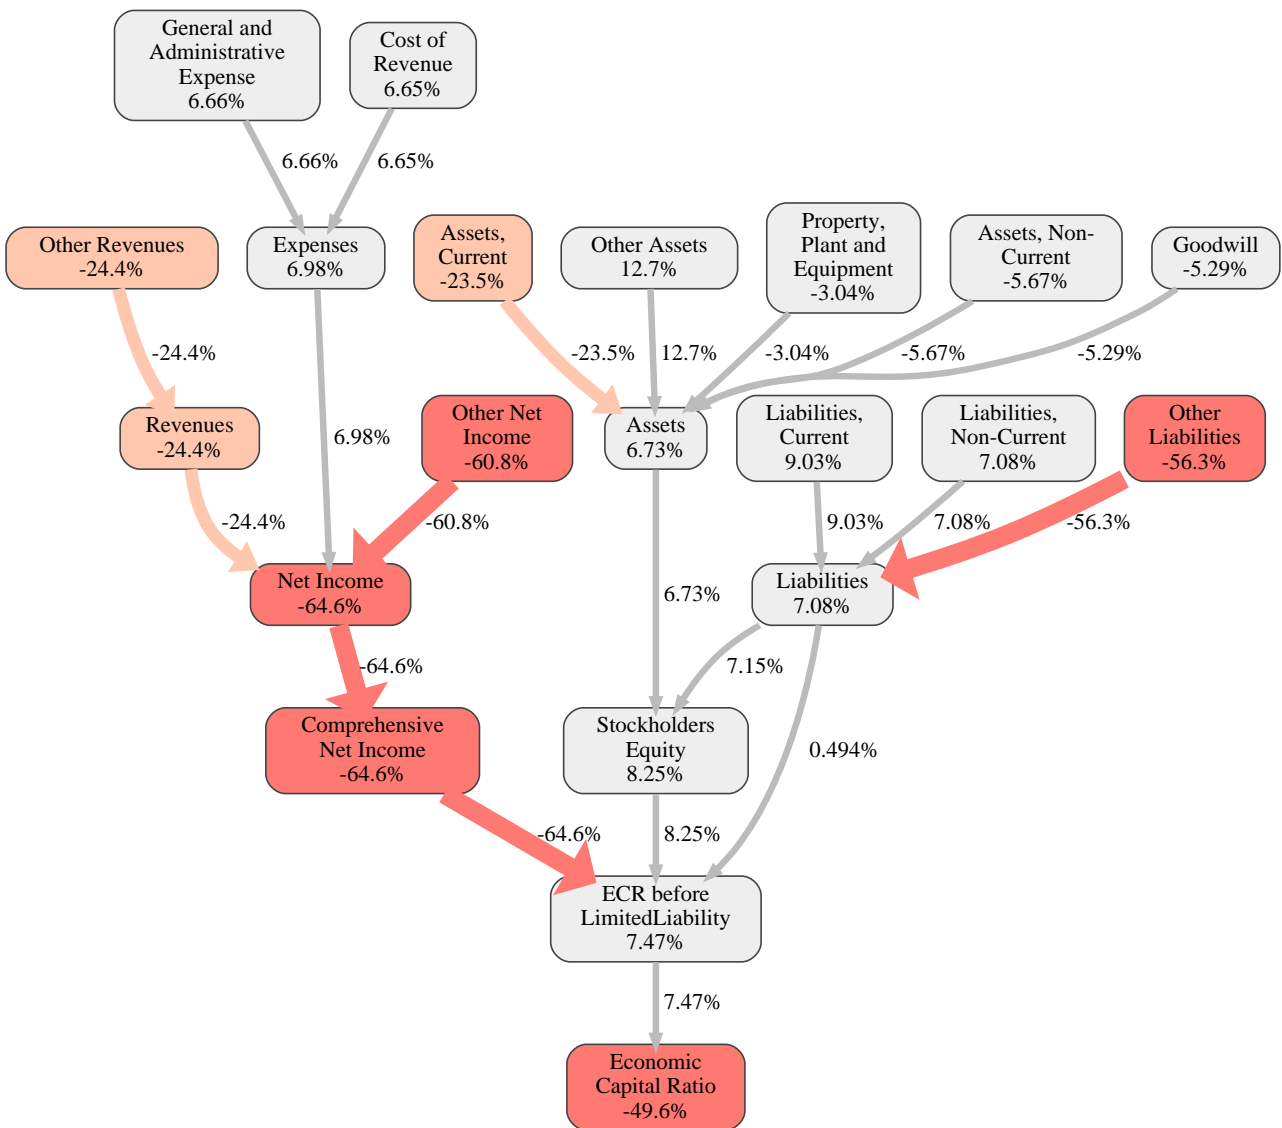 General and
Administrative
Expense
6.66%
Cost of
Revenue
6.65%
6.66%
6.65%
Other Revenues
-24.4%
Expenses
6.98%
Assets,
Current
-23.5%
Other Assets
12.7%
Property,
Plant and
Equipment
-3.04%
Assets, Non-
Current
-5.67%
Goodwill
-5.29%
-24.4%
-23.5%
12.7%
-3.04%
-5.67%
-5.29%
Revenues
-24.4%
6.98%
Other Net
Income
-60.8%
Assets
6.73%
Liabilities,
Current
9.03%
Liabilities,
Non-Current
7.08%
Other
Liabilities
-56.3%
-24.4%
-60.8%
9.03%
7.08%
-56.3%
Net Income
-64.6%
6.73%
Liabilities
7.08%
-64.6%
7.15%
Comprehensive
Net Income
-64.6%
Stockholders
Equity
8.25%
0.494%
-64.6%
8.25%
ECR before
LimitedLiability
7.47%
7.47%
Economic
Capital Ratio
-49.6%